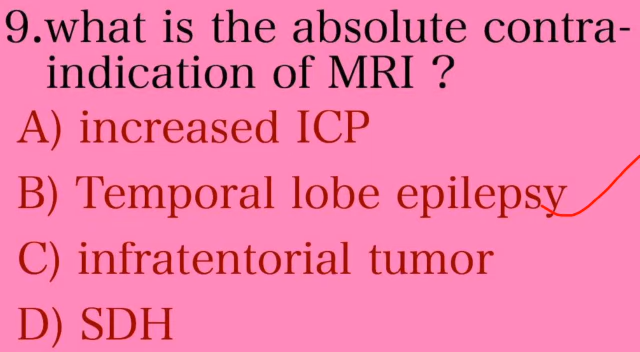 9.what is the absolute contra-
indication of MRI ?
A) increased ICP
B) Temporal lobe epilepsy
C) infratentorial tumor
D) SDH